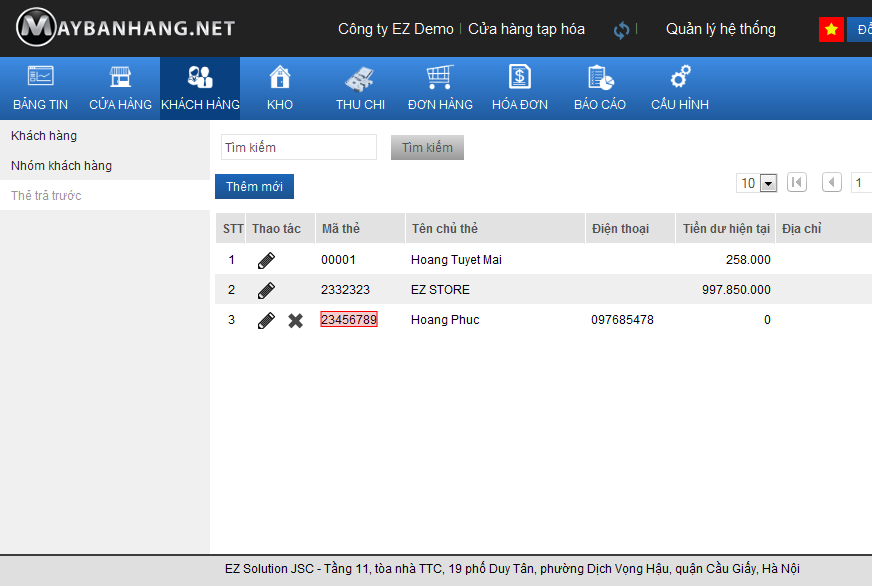 MAYBANHANG.NET
Công ty EZ Demo | Cửa hàng tạp hóa | Quản lý hệ thống
BẢNG TIN CỬA HÀNG KHÁCH HÀNG KHO THU CHI ĐƠN HÀNG HÓA ĐƠN BÁO CÁO CẤU HÌNH
Khách hàng
Nhóm khách hàng
Thẻ trả trước
Tìm kiếm Tìm kiếm
Thêm mới 10 1
STT Thao tác Mã thẻ Tên chủ thẻ Điện thoại Tiền dư hiện tại Địa chỉ
1 00001 Hoang Tuyet Mai 258.000
2 2332323 EZ STORE 997.850.000
3 23456789 Hoang Phuc 097685478 0
EZ Solution JSC - Tầng 11, tòa nhà TTC, 19 phố Duy Tân, phường Dịch Vọng Hậu, quận Cầu Giấy, Hà Nội